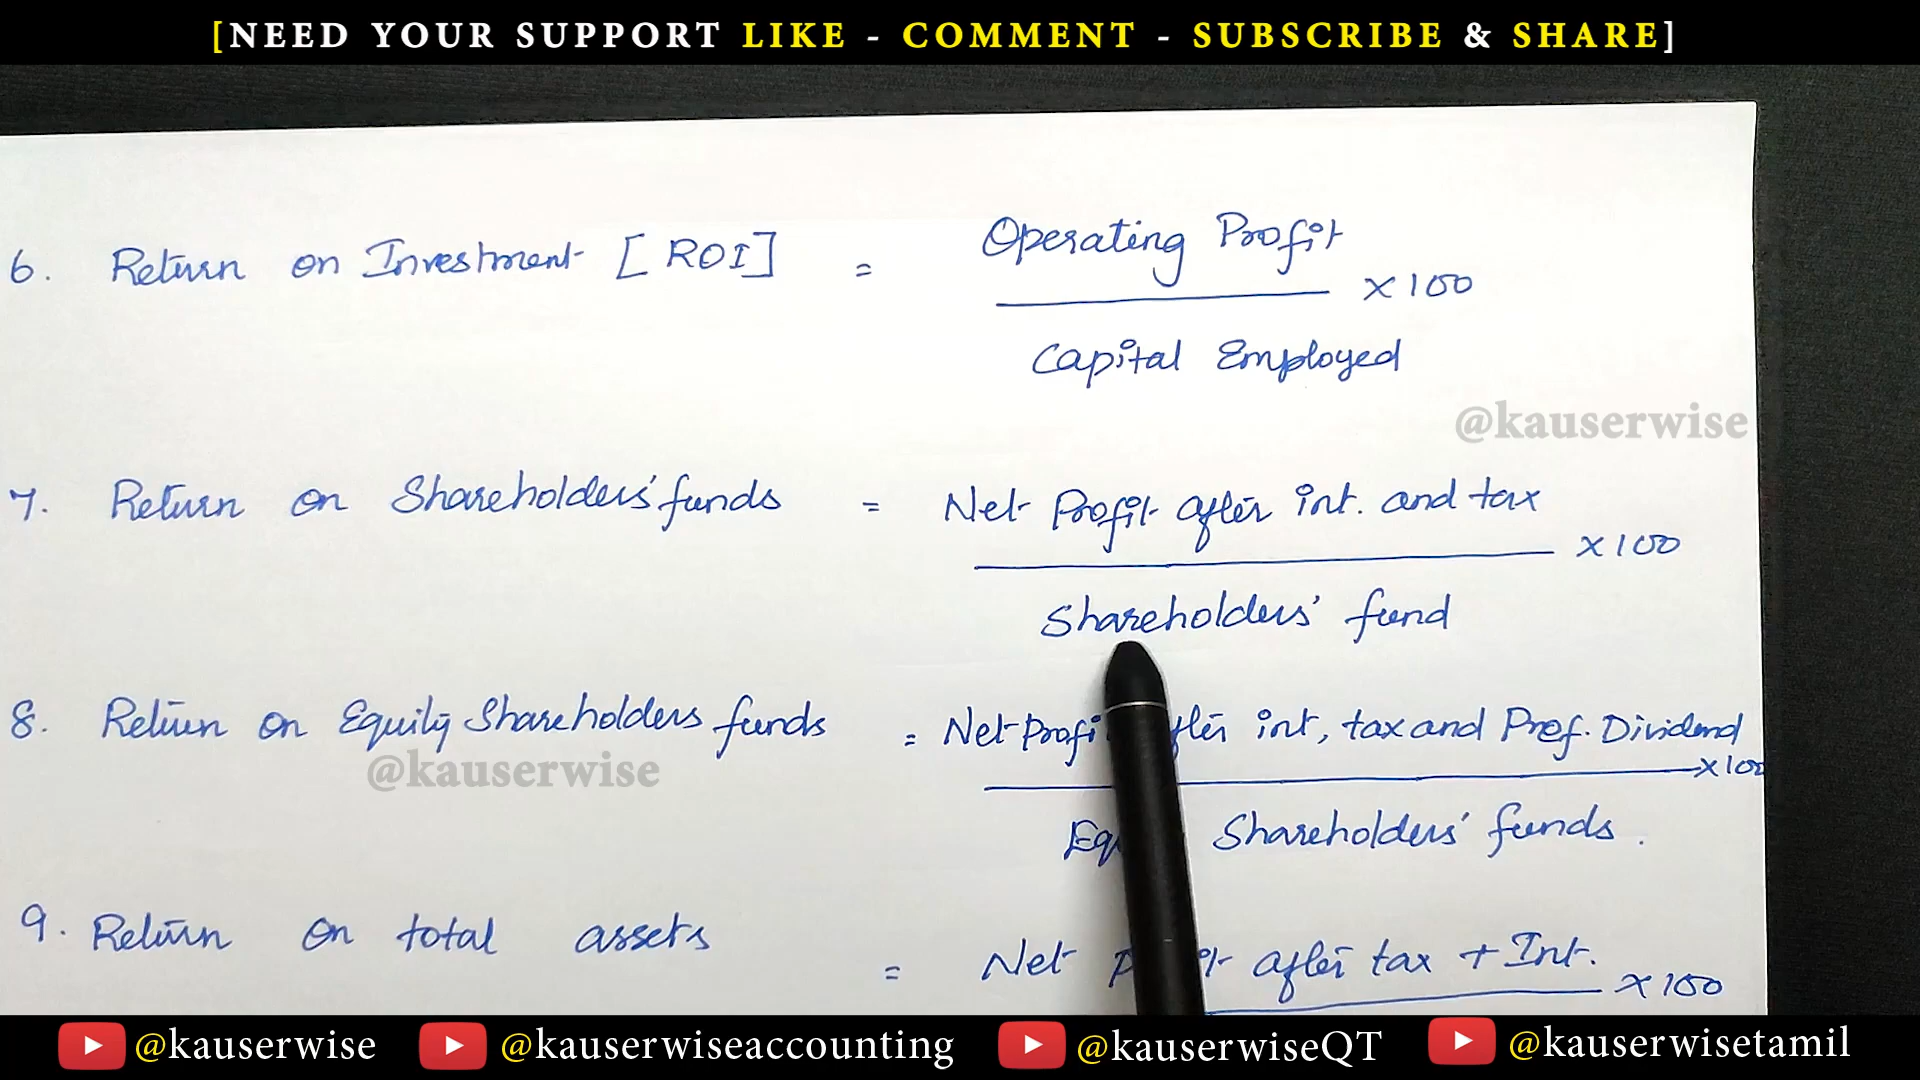 [NEED YOUR SUPPORT LIKE - COMMENT - SUBSCRIBE & SHARE]
6. Return on Investment [ROI] = Operating Profit
× 100
Capital Employed
@kauserwise
7. Return on Shareholders' funds = Net Profit after int. and tax
× 100
Shareholders' fund
8. Return on Equity Shareholders funds = Net Profi int, tax and Pref. Dividend
× 100
@kauserwise
Shareholders' funds.
9. Return on total assets = Net after tax + Int.
× 100
@kauserwise @kauserwiseaccounting @kauserwiseQT @kauserwisetamil